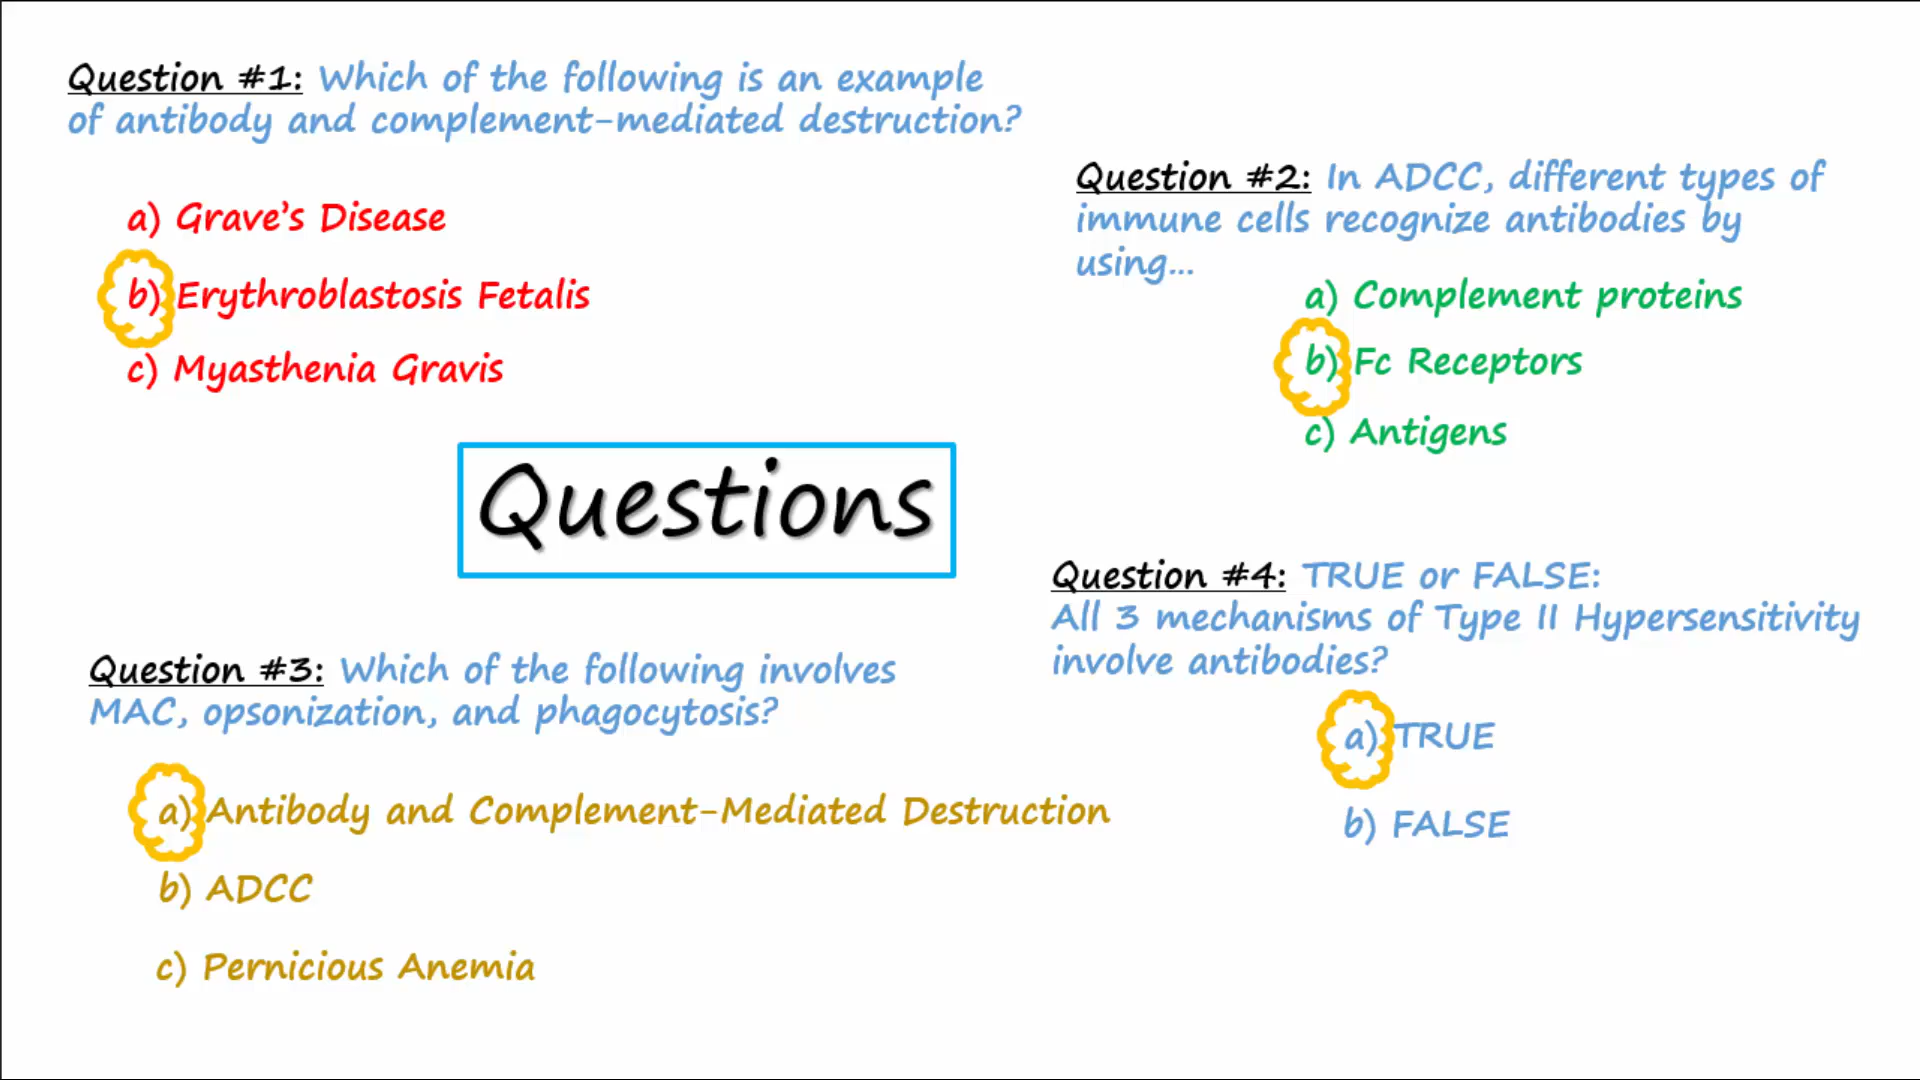 Question #1: Which of the following is an example
of antibody and complement-mediated destruction?
a) Grave's Disease
b) Erythroblastosis Fetalis
c) Myasthenia Gravis
Question #2: In ADCC, different types of
immune cells recognize antibodies by
using...
a) Complement proteins
b) Fc Receptors
c) Antigens
Questions
Question #3: Which of the following involves
MAC, opsonization, and phagocytosis?
a) Antibody and Complement-Mediated Destruction
b) ADCC
c) Pernicious Anemia
Question #4: TRUE or FALSE:
All 3 mechanisms of Type II Hypersensitivity
involve antibodies?
a) TRUE
b) FALSE